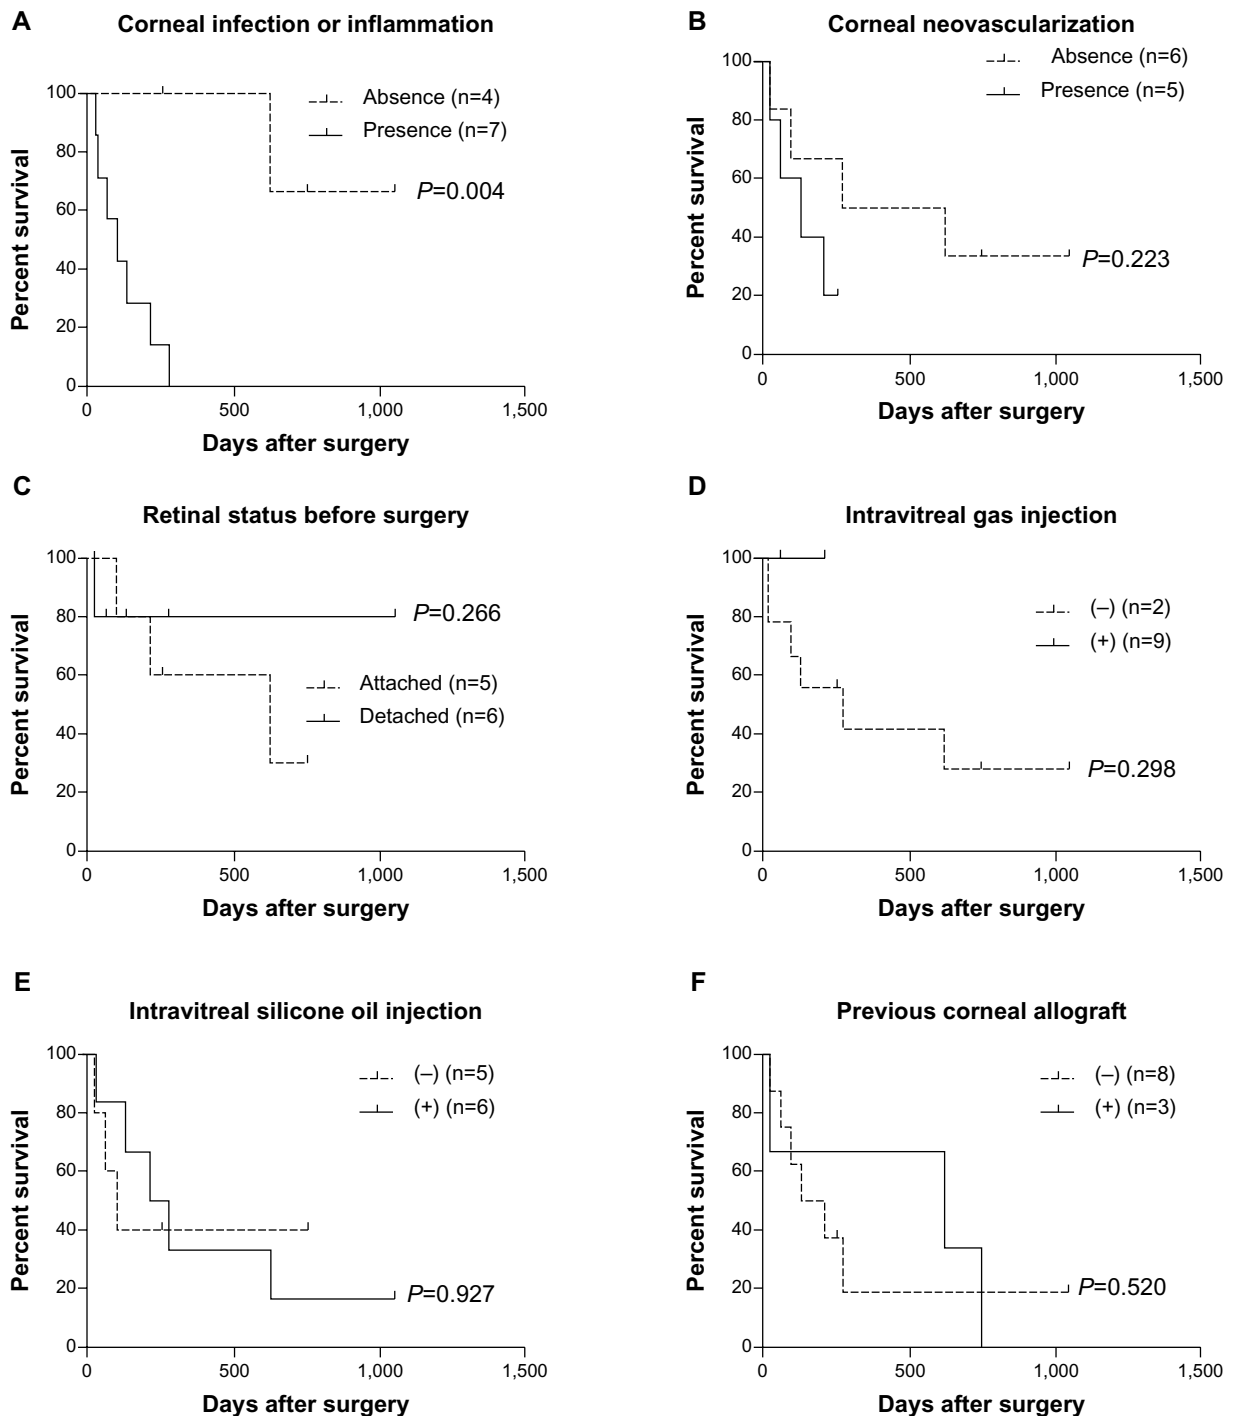 A
Corneal infection or inflammation
100
80
60
40
20
0
0
500
1,000
1,500
Percent survival
Days after surgery
Absence (n=4)
Presence (n=7)
P=0.004
B
Corneal neovascularization
100
80
60
40
20
0
0
500
1,000
1,500
Percent survival
Days after surgery
Absence (n=6)
Presence (n=5)
P=0.223
C
Retinal status before surgery
100
80
60
40
20
0
0
500
1,000
1,500
Percent survival
Days after surgery
P=0.266
Attached (n=5)
Detached (n=6)
D
Intravitreal gas injection
100
80
60
40
20
0
0
500
1,000
1,500
Percent survival
Days after surgery
(–) (n=2)
(+) (n=9)
P=0.298
E
Intravitreal silicone oil injection
100
80
60
40
20
0
0
500
1,000
1,500
Percent survival
Days after surgery
(–) (n=5)
(+) (n=6)
P=0.927
F
Previous corneal allograft
100
80
60
40
20
0
0
500
1,000
1,500
Percent survival
Days after surgery
(–) (n=8)
(+) (n=3)
P=0.520